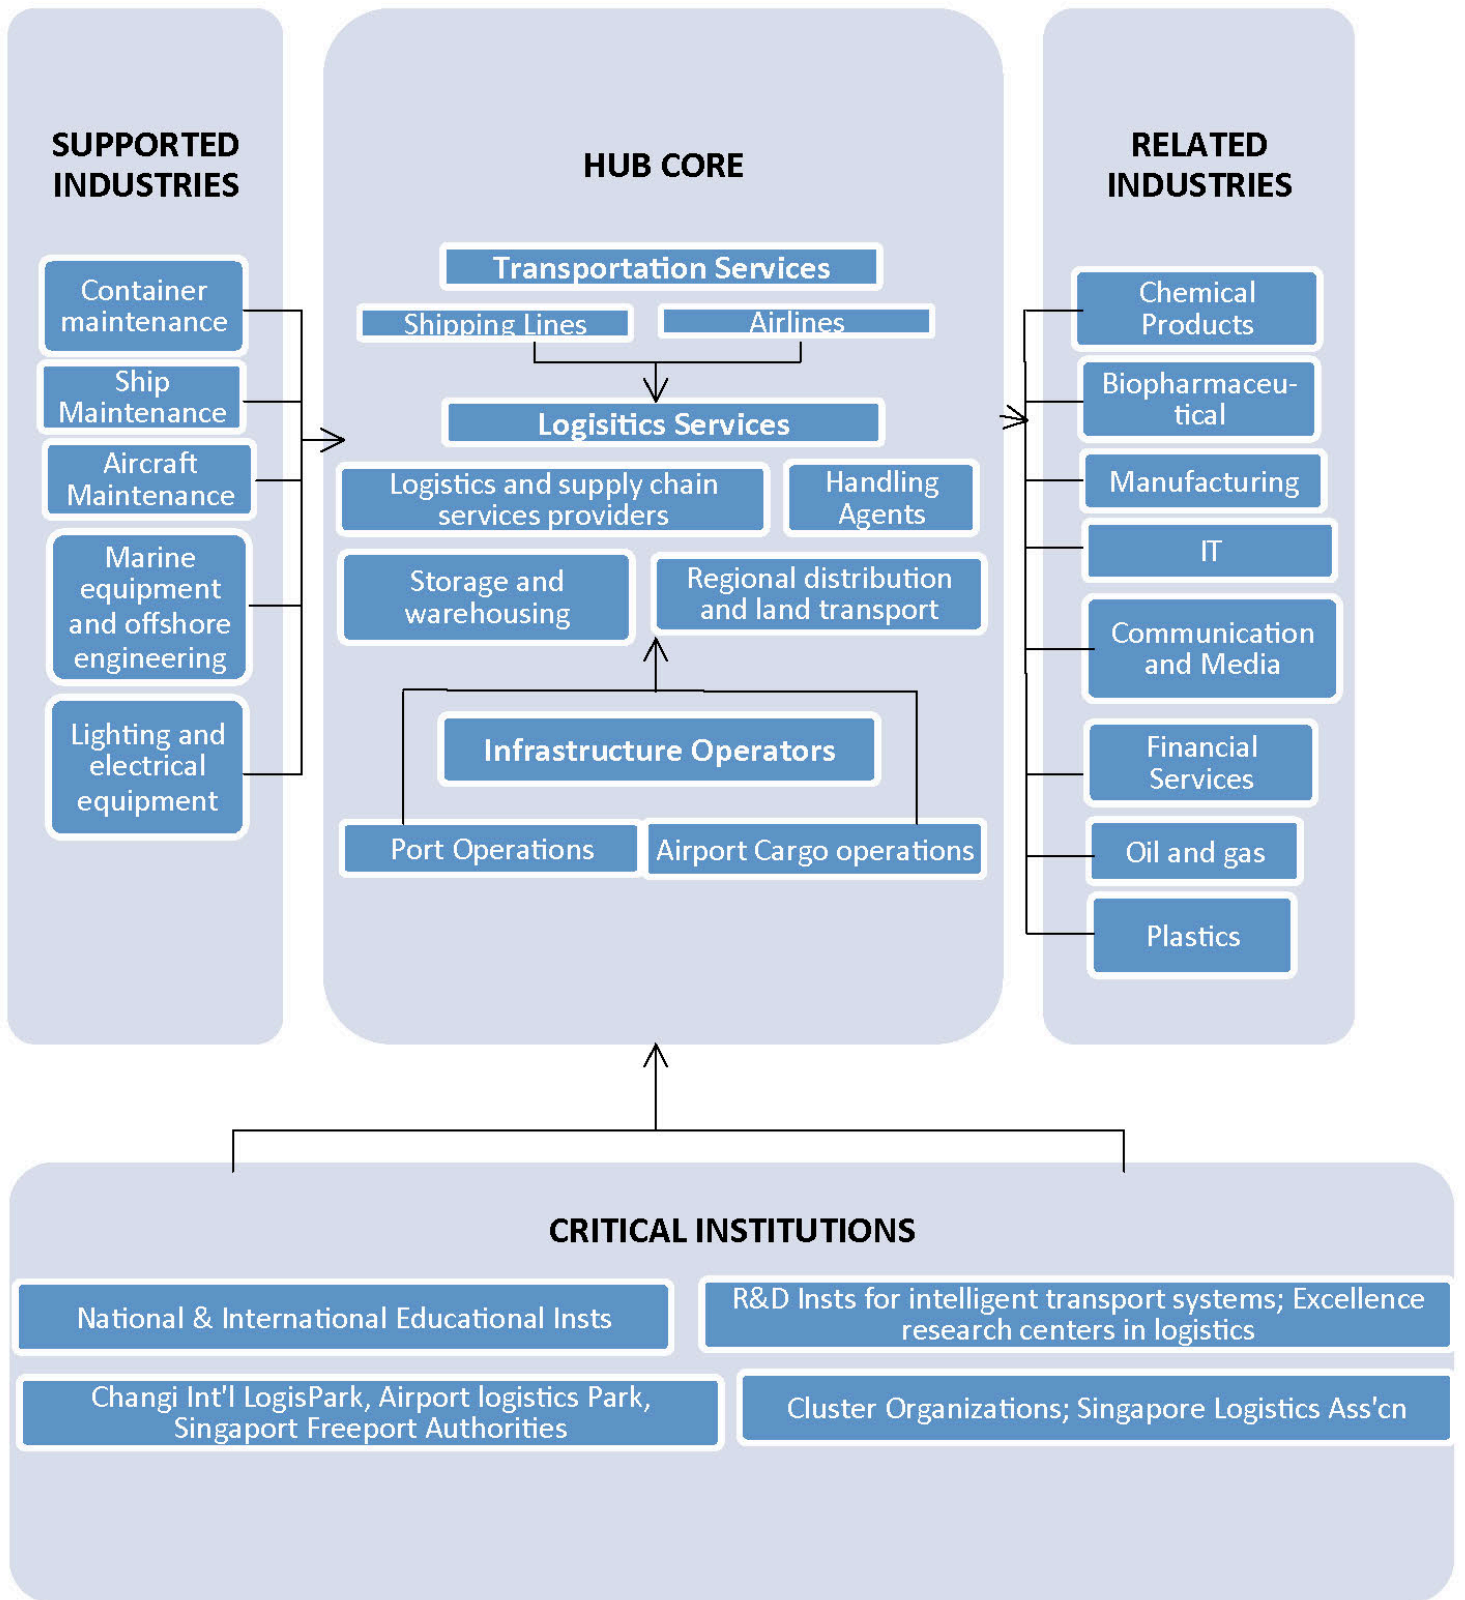 SUPPORTED
INDUSTRIES
Container
maintenance
Ship
Maintenance
Aircraft
Maintenance
Marine
equipment
and offshore
engineering
Lighting and
electrical
equipment
HUB CORE
Transportation Services
Shipping Lines
Airlines
Logisitics Services
Logistics and supply chain
services providers
Handling
Agents
Storage and
warehousing
Regional distribution
and land transport
Infrastructure Operators
Port Operations
Airport Cargo operations
RELATED
INDUSTRIES
Chemical
Products
Biopharmaceu-
tical
Manufacturing
IT
Communication
and Media
Financial
Services
Oil and gas
Plastics
CRITICAL INSTITUTIONS
National & International Educational Insts
R&D Insts for intelligent transport systems; Excellence
research centers in logistics
Changi Int'l LogisPark, Airport logistics Park,
Singaport Freeport Authorities
Cluster Organizations; Singapore Logistics Ass'cn